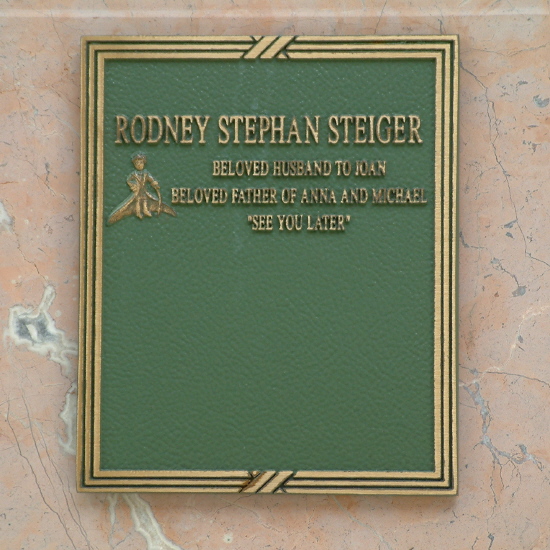 RODNEY STEPHAN STEIGER
BELOVED HUSBAND TO JOAN
BELOVED FATHER OF ANNA AND MICHAEL
"SEE YOU LATER"